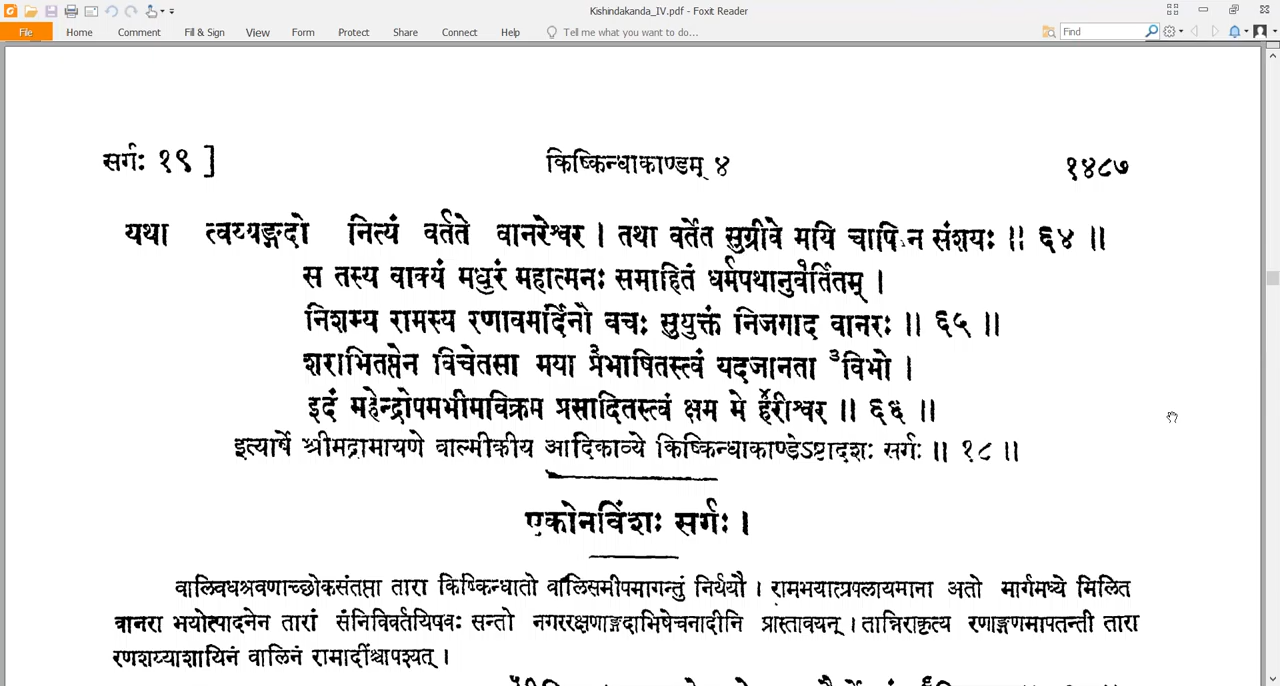 Kishindakanda_IV.pdf - Foxit Reader
File Home Comment Fill & Sign View Form Protect Share Connect Help Tell me what you want to do... Find
सर्गः १९ ] किष्किन्धाकाण्डम् ४ १४८७
यथा त्वय्यङ्गदो नित्यं वर्तते वानरेश्वर । तथा वर्तेत सुग्रीवे मयि चापि न संशयः ॥ ६४ ॥
स तस्य वाक्यं मधुरं महात्मनः समाहितं धर्मपथानुवर्तितम् ।
निशम्य रामस्य रणावमर्दिनो वचः सुयुक्तं निजगाद वानरः ॥ ६५ ॥
शराभितप्तेन विचेतसा मया प्रभाषितस्त्वं यदजानता ३विभो ।
इदं महेन्द्रोपमभीमविक्रम प्रसादितस्त्वं क्षम मे हरीश्वर ॥ ६६ ॥
इत्यार्षे श्रीमद्रामायणे वाल्मीकीय आदिकाव्ये किष्किन्धाकाण्डेऽष्टादशः सर्गः ॥ १८ ॥
एकोनविंशः सर्गः ।
वालिवधश्रवणाच्छोकसंतप्ता तारा किष्किन्धातो वालिसमीपमागन्तुं निर्ययौ । रामभयात्प्रपलायमाना अतो मार्गमध्ये मिलित
वानरा भयोत्पादनेन तारां संनिविवर्तयिषवः सन्तो नगररक्षणाङ्गदाभिषेचनादीनि प्रास्तावयन् । तान्निराकृत्य रणाङ्गणमापतन्ती तारा
रणशय्याशायिनं वालिनं रामादींश्चापश्यत् ।